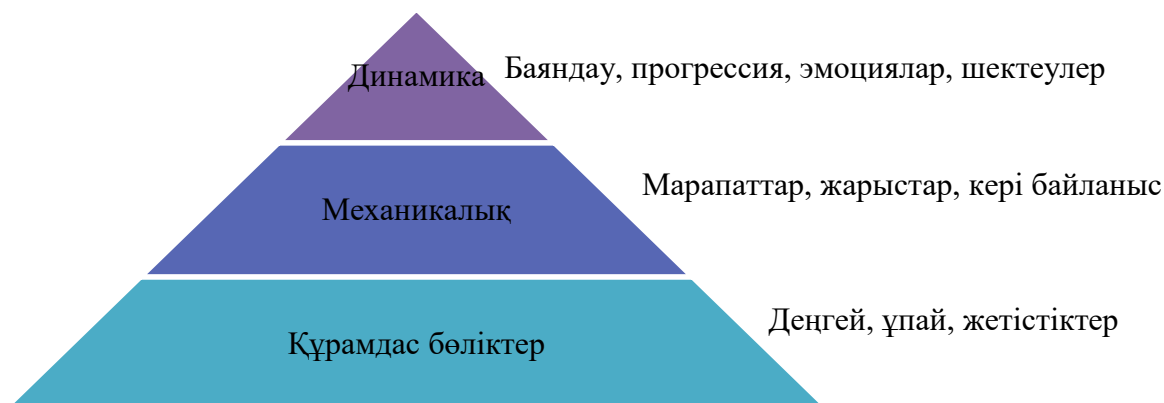 Динамика
Баяндау, прогрессия, эмоциялар, шектеулер
Механикалық
Марапаттар, жарыстар, кері байланыс
Құрамдас бөліктер
Деңгей, ұпай, жетістіктер